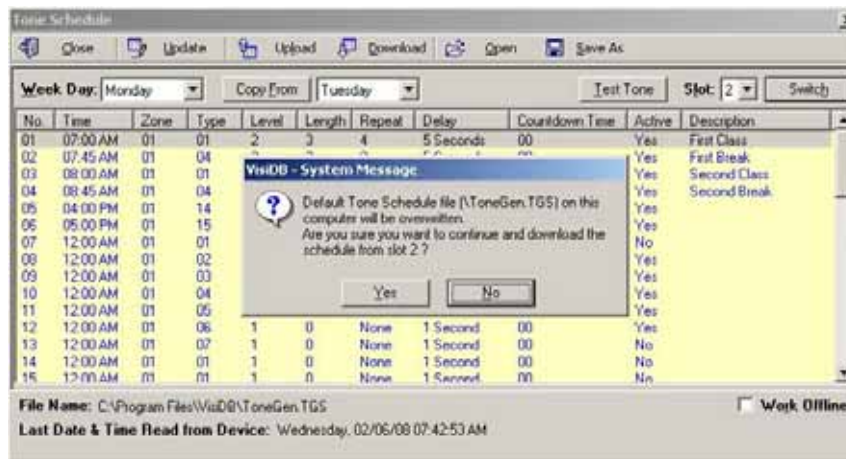 Tone Schedule
Close Update Upload Download Open Save As
Week Day: Monday Copy From Tuesday Test Tone Slot: 2 Switch
No. Time Zone Type Level Length Repeat Delay Countdown Time Active Description
01 07:00 AM 01 01 2 3 4 5 Seconds 00 Yes First Class
02 07:45 AM 01 04 Yes First Break
03 08:00 AM 01 01 Yes Second Class
04 08:45 AM 01 04 Yes Second Break
05 04:00 PM 01 14 Yes
06 05:00 PM 01 15 Yes
07 12:00 AM 01 01 No
08 12:00 AM 01 02 Yes
09 12:00 AM 01 03 Yes
10 12:00 AM 01 04 Yes
11 12:00 AM 01 05 Yes
12 12:00 AM 01 06 1 0 None 1 Second 00 Yes
13 12:00 AM 01 07 1 0 None 1 Second 00 No
14 12:00 AM 01 01 1 0 None 1 Second 00 No
15 12:00 AM 01 01 1 0 None 1 Second 00 No
VisiDB - System Message
Default Tone Schedule file (\ToneGen.TGS) on this
computer will be overwritten.
Are you sure you want to continue and download the
schedule from slot 2 ?
Yes No
File Name: C:\Program Files\VisiDB\ToneGen.TGS
Work Offline
Last Date & Time Read from Device: Wednesday, 02/06/08 07:42:53 AM